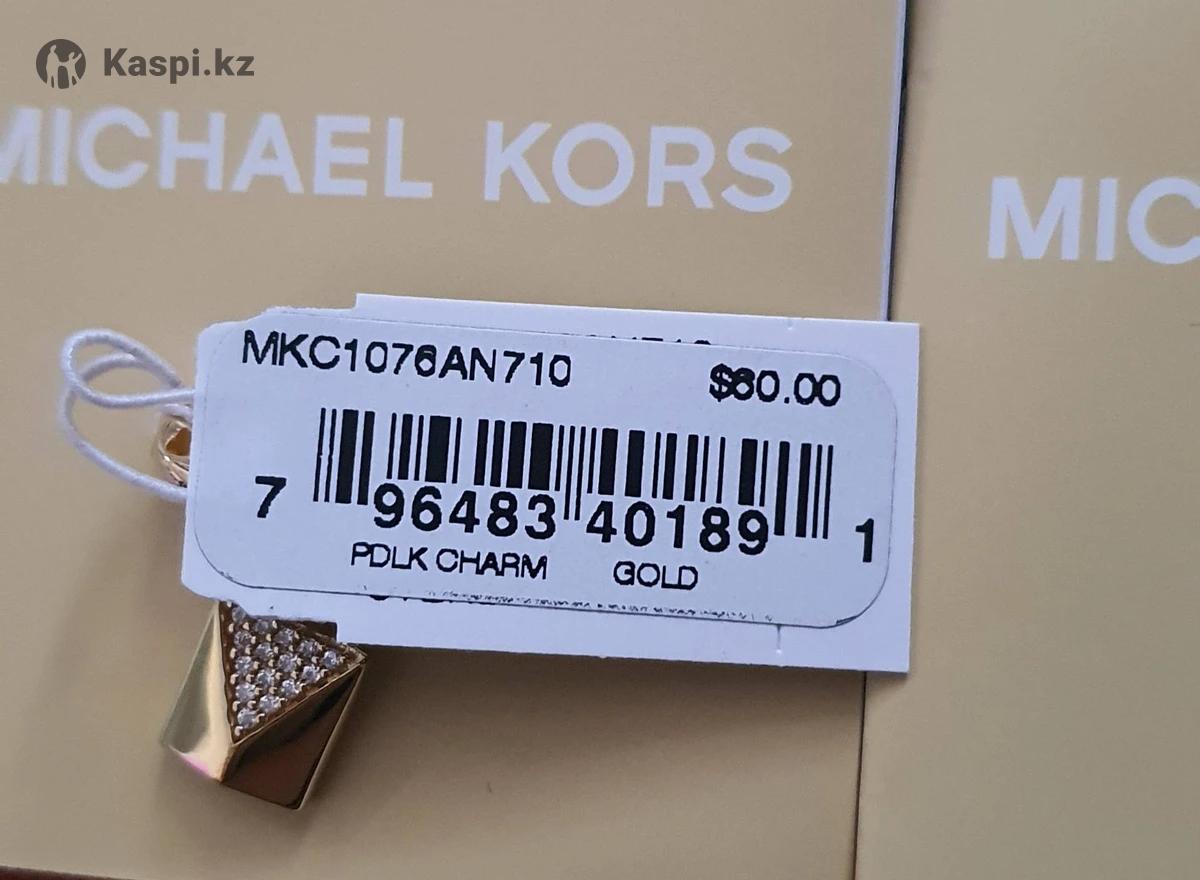 Kaspi.kz
MICHAEL KORS
MIC
MKC1076AN710
$60.00
7 96483 40189 1
PDLK CHARM GOLD